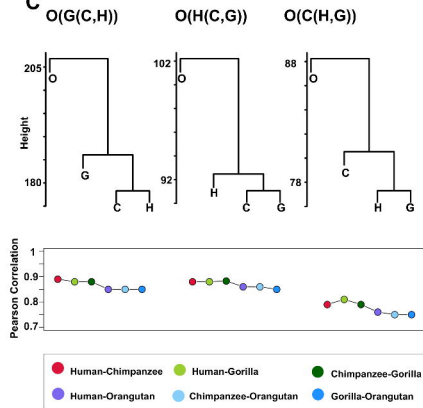 C
O(G(C,H)) O(H(C,G)) O(C(H,G))
205
180
Height
O
G
C H
102
92
O
H
C G
88
78
O
C
H G
Pearson Correlation
1
0.9
0.8
0.7
Human-Chimpanzee Human-Gorilla Chimpanzee-Gorilla
Human-Orangutan Chimpanzee-Orangutan Gorilla-Orangutan